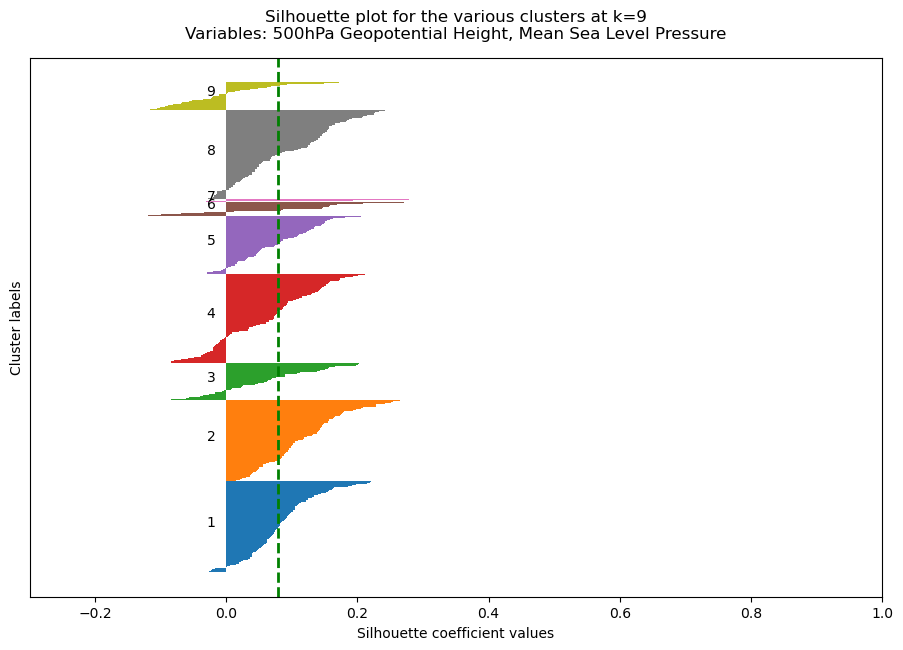 Silhouette plot for the various clusters at k=9
Variables: 500hPa Geopotential Height, Mean Sea Level Pressure
Cluster labels
9
8
7
6
5
4
3
2
1
−0.2 0.0 0.2 0.4 0.6 0.8 1.0
Silhouette coefficient values